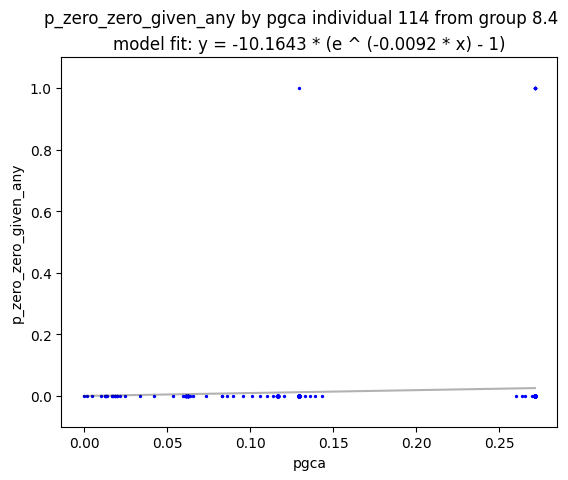 p_zero_zero_given_any by pgca individual 114 from group 8.4
model fit: y = -10.1643 * (e ^ (-0.0092 * x) - 1)
1.0
0.8
0.6
0.4
0.2
0.0
p_zero_zero_given_any
0.00 0.05 0.10 0.15 0.20 0.25
pgca